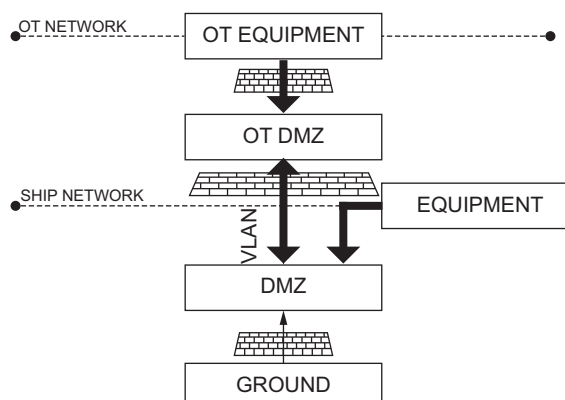 OT NETWORK
OT EQUIPMENT
OT DMZ
SHIP NETWORK
EQUIPMENT
VLAN
DMZ
GROUND